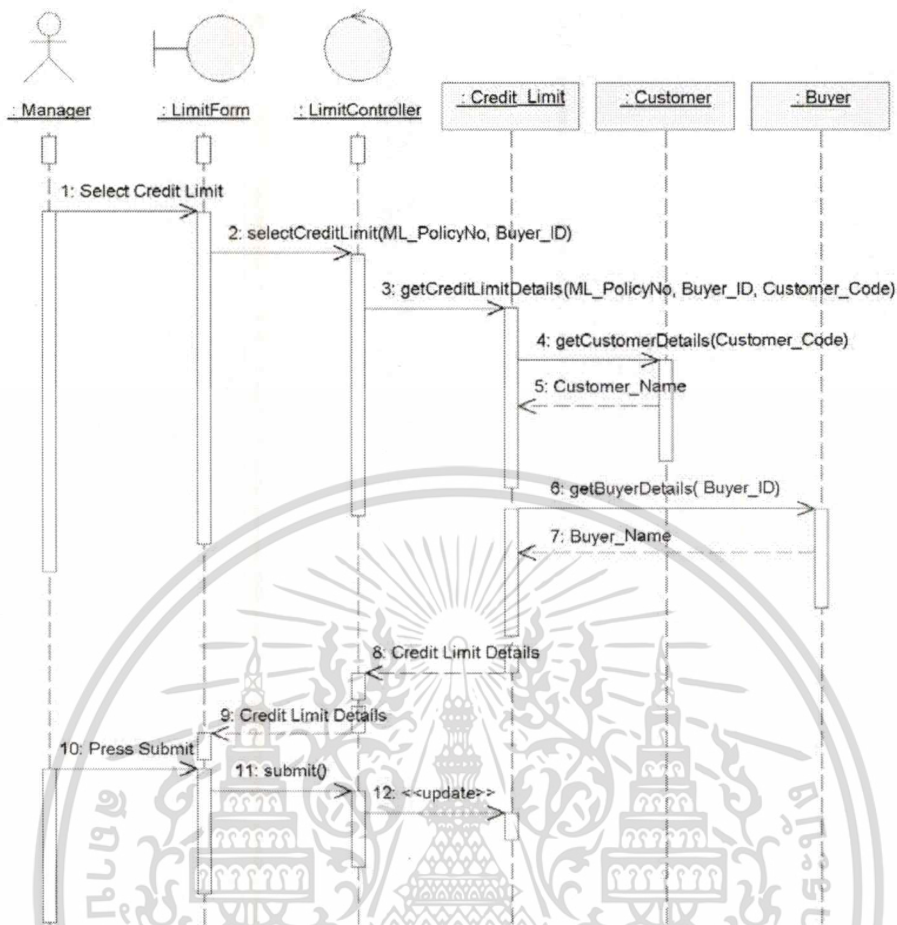 : Manager
: LimitForm
: LimitController
: Credit_Limit
: Customer
: Buyer
1: Select Credit Limit
2: selectCreditLimit(ML_PolicyNo, Buyer_ID)
3: getCreditLimitDetails(ML_PolicyNo, Buyer_ID, Customer_Code)
4: getCustomerDetails(Customer_Code)
5: Customer_Name
6: getBuyerDetails( Buyer_ID)
7: Buyer_Name
8: Credit Limit Details
9: Credit Limit Details
10: Press Submit
11: submit()
12: <<update>>